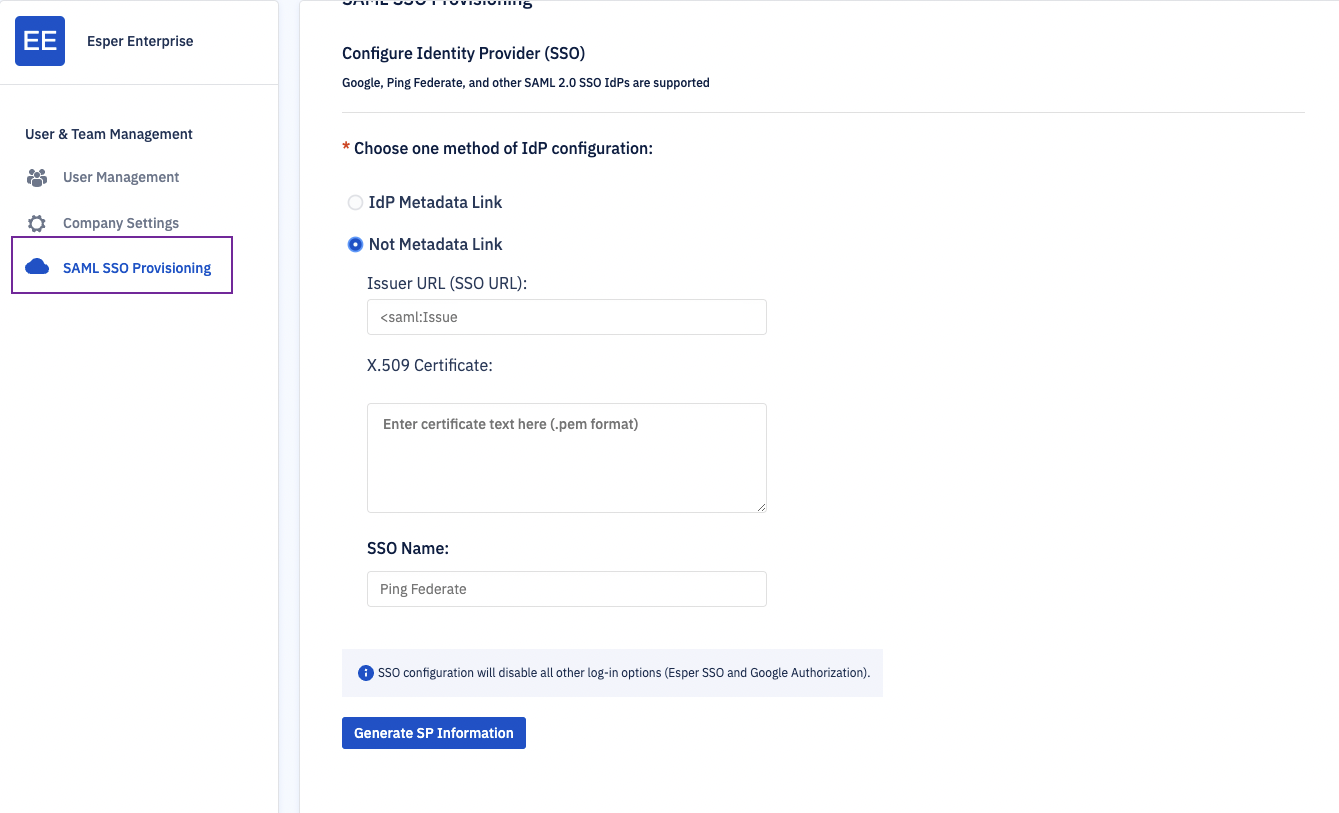 EE
Esper Enterprise
User & Team Management
User Management
Company Settings
SAML SSO Provisioning
SAML SSO Provisioning
Configure Identity Provider (SSO)
Google, Ping Federate, and other SAML 2.0 SSO IdPs are supported
* Choose one method of IdP configuration:
IdP Metadata Link
Not Metadata Link
Issuer URL (SSO URL):
<saml:Issue
X.509 Certificate:
Enter certificate text here (.pem format)
SSO Name:
Ping Federate
SSO configuration will disable all other log-in options (Esper SSO and Google Authorization).
Generate SP Information